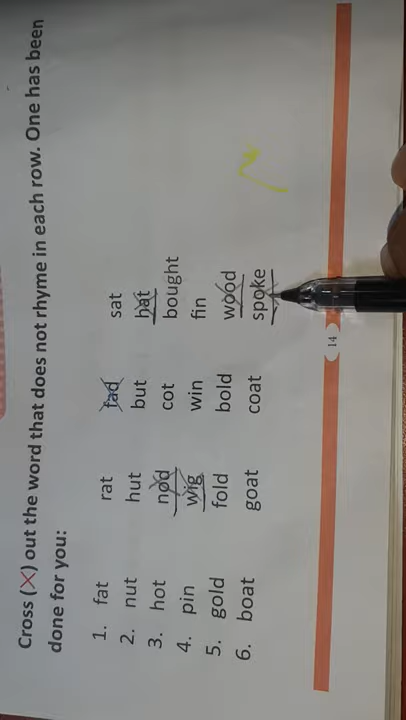 Cross (X) out the word that does not rhyme in each row. One has been
done for you:
1. fat rat fad sat
2. nut hut but hat
3. hot nod cot bought
4. pin wig win fin
5. gold fold bold wood
6. boat goat coat spoke
14